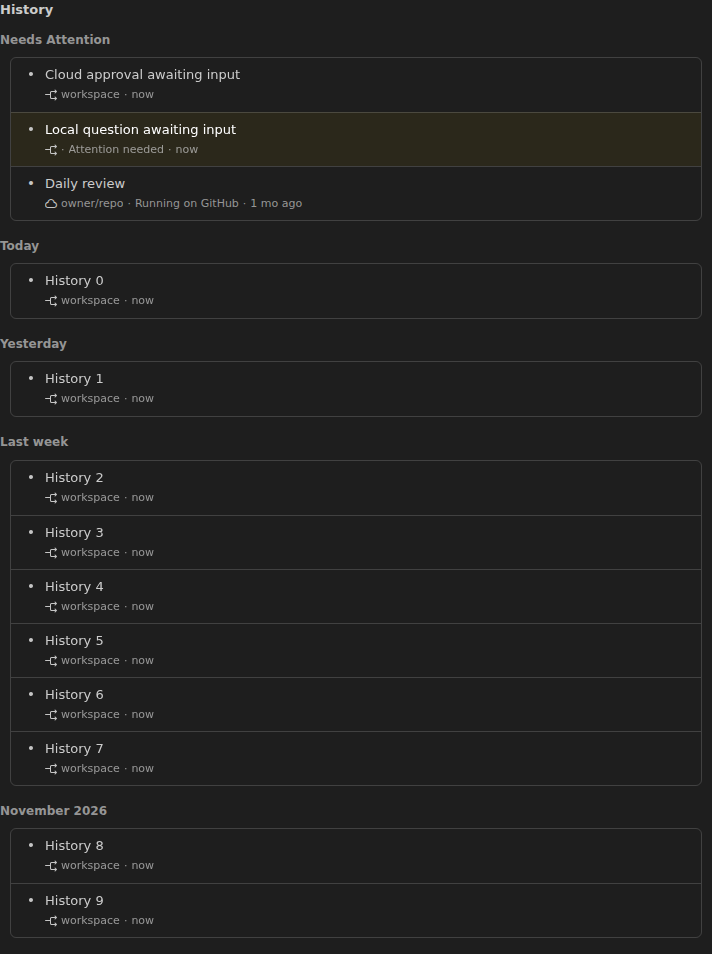 History
Needs Attention
• Cloud approval awaiting input
workspace · now
• Local question awaiting input
· Attention needed · now
• Daily review
owner/repo · Running on GitHub · 1 mo ago
Today
• History 0
workspace · now
Yesterday
• History 1
workspace · now
Last week
• History 2
workspace · now
• History 3
workspace · now
• History 4
workspace · now
• History 5
workspace · now
• History 6
workspace · now
• History 7
workspace · now
November 2026
• History 8
workspace · now
• History 9
workspace · now